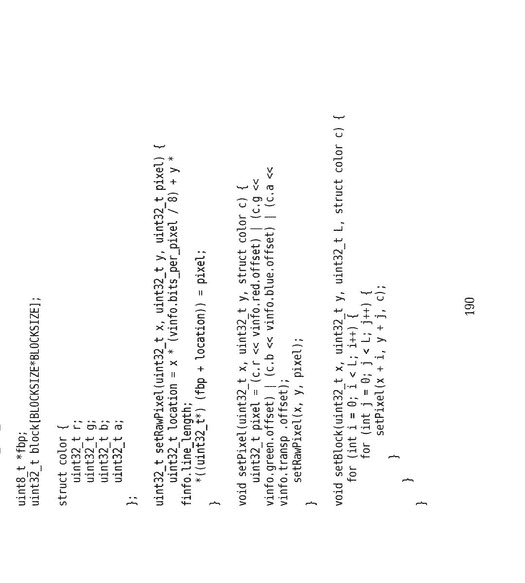 uint8_t *fbp;
uint32_t block[BLOCKSIZE*BLOCKSIZE];
struct color {
uint32_t r;
uint32_t g;
uint32_t b;
uint32_t a;
};
uint32_t setRawPixel(uint32_t x, uint32_t y, uint32_t pixel) {
uint32_t location = x * (vinfo.bits_per_pixel / 8) + y *
finfo.line_length;
*((uint32_t*) (fbp + location)) = pixel;
}
void setPixel(uint32_t x, uint32_t y, struct color c) {
uint32_t pixel = (c.r << vinfo.red.offset) | (c.g <<
vinfo.green.offset) | (c.b << vinfo.blue.offset) | (c.a <<
vinfo.transp .offset);
setRawPixel(x, y, pixel);
}
void setBlock(uint32_t x, uint32_t y, uint32_t L, struct color c) {
for (int i = 0; i < L; i++) {
for (int j = 0; j < L; j++) {
setPixel(x + i, y + j, c);
}
}
}
190